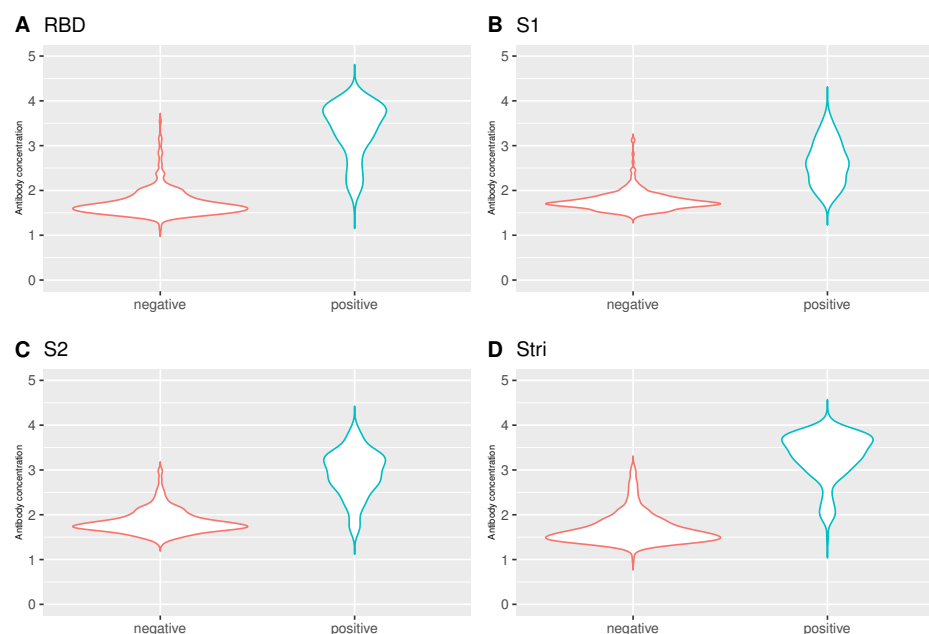 A RBD
Antibody concentration
5
4
3
2
1
0
negative positive
B S1
Antibody concentration
5
4
3
2
1
0
negative positive
C S2
Antibody concentration
5
4
3
2
1
0
negative positive
D Stri
Antibody concentration
5
4
3
2
1
0
negative positive